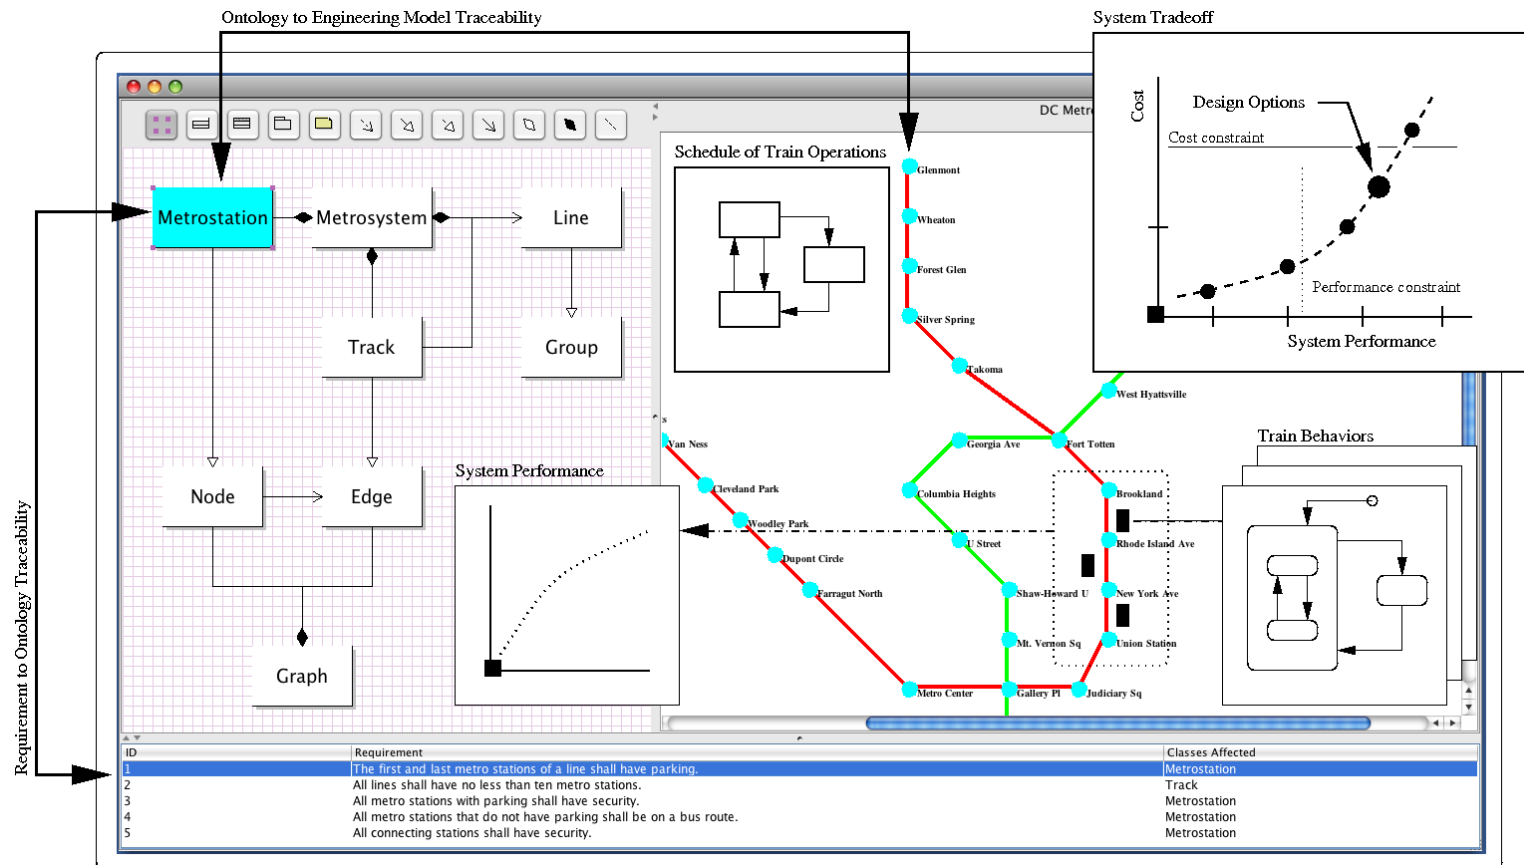 Ontology to Engineering Model Traceability
System Tradeoff
DC Metr
Cost
Design Options
Cost constraint
Performance constraint
System Performance
Schedule of Train Operations
Metrostation
Metrosystem
Line
Track
Group
Node
Edge
Graph
System Performance
Glenmont
Wheaton
Forest Glen
Silver Spring
Takoma
West Hyattsville
s
Van Ness
Georgia Ave
Fort Totten
Train Behaviors
Cleveland Park
Columbia Heights
Brookland
Woodley Park
U Street
Rhode Island Ave
Dupont Circle
Farragut North
Shaw-Howard U
New York Ave
Mt. Vernon Sq
Union Station
Metro Center
Gallery Pl
Judiciary Sq
Requirement to Ontology Traceability
ID Requirement Classes Affected
1 The first and last metro stations of a line shall have parking. Metrostation
2 All lines shall have no less than ten metro stations. Track
3 All metro stations with parking shall have security. Metrostation
4 All metro stations that do not have parking shall be on a bus route. Metrostation
5 All connecting stations shall have security. Metrostation